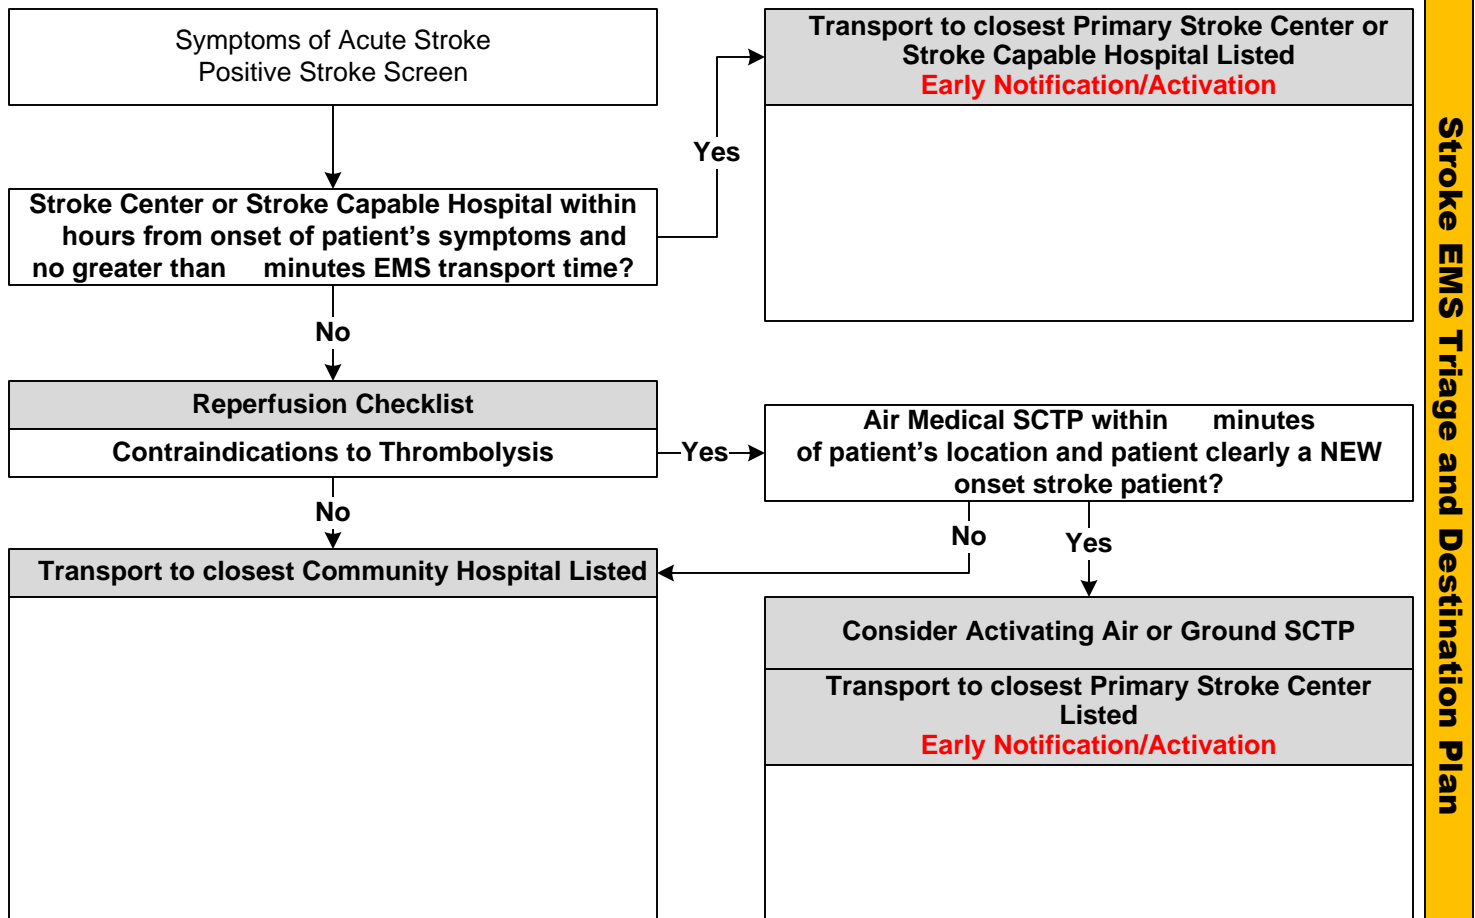 Symptoms of Acute Stroke
Positive Stroke Screen
Transport to closest Primary Stroke Center or
Stroke Capable Hospital Listed
Early Notification/Activation
Yes
Stroke Center or Stroke Capable Hospital within
hours from onset of patient's symptoms and
no greater than minutes EMS transport time?
No
Reperfusion Checklist
Contraindications to Thrombolysis
Yes
Air Medical SCTP within minutes
of patient's location and patient clearly a NEW
onset stroke patient?
No
No
Yes
Transport to closest Community Hospital Listed
Consider Activating Air or Ground SCTP
Transport to closest Primary Stroke Center
Listed
Early Notification/Activation
Stroke EMS Triage and Destination Plan